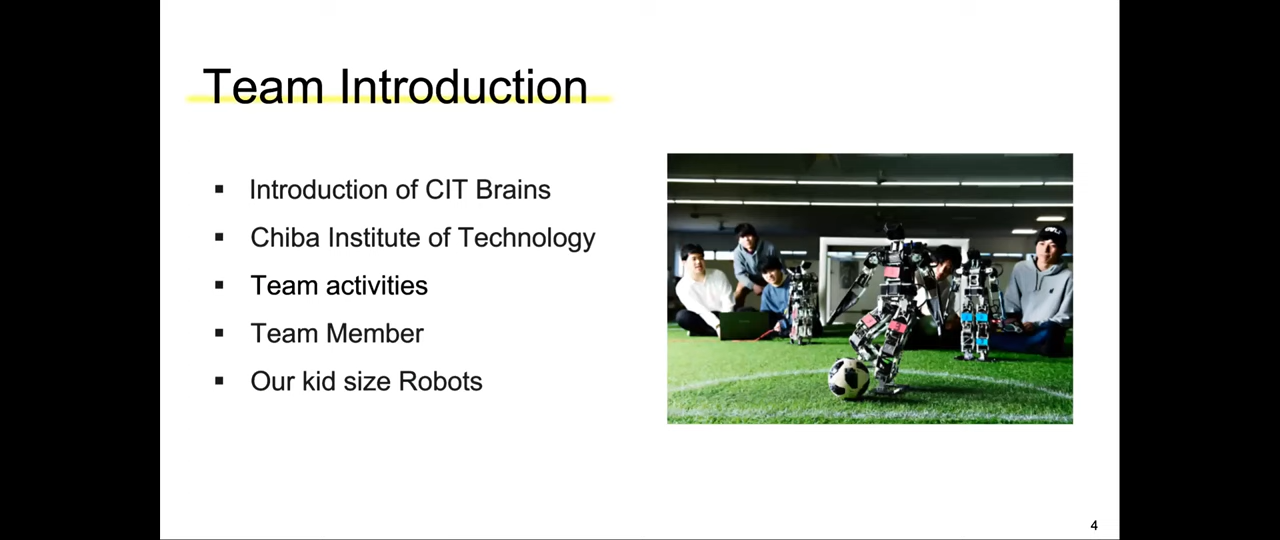 Team Introduction
Introduction of CIT Brains
Chiba Institute of Technology
Team activities
Team Member
Our kid size Robots
4